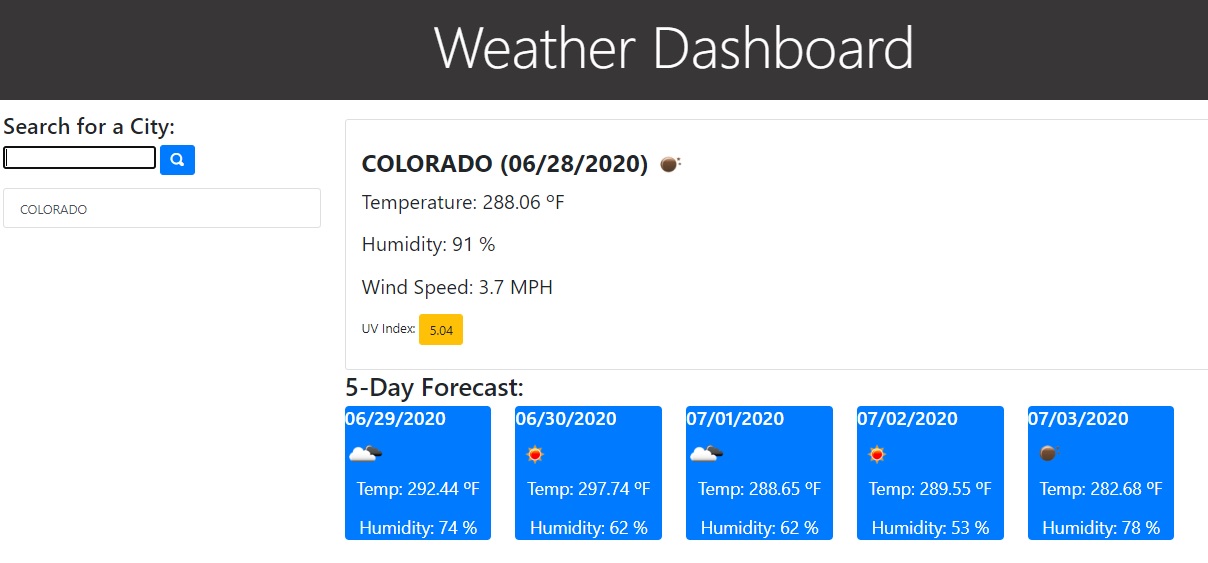 Weather Dashboard
Search for a City:
COLORADO
COLORADO (06/28/2020)
Temperature: 288.06 ºF
Humidity: 91 %
Wind Speed: 3.7 MPH
UV Index: 5.04
5-Day Forecast:
06/29/2020
Temp: 292.44 ºF
Humidity: 74 %
06/30/2020
Temp: 297.74 ºF
Humidity: 62 %
07/01/2020
Temp: 288.65 ºF
Humidity: 62 %
07/02/2020
Temp: 289.55 ºF
Humidity: 53 %
07/03/2020
Temp: 282.68 ºF
Humidity: 78 %